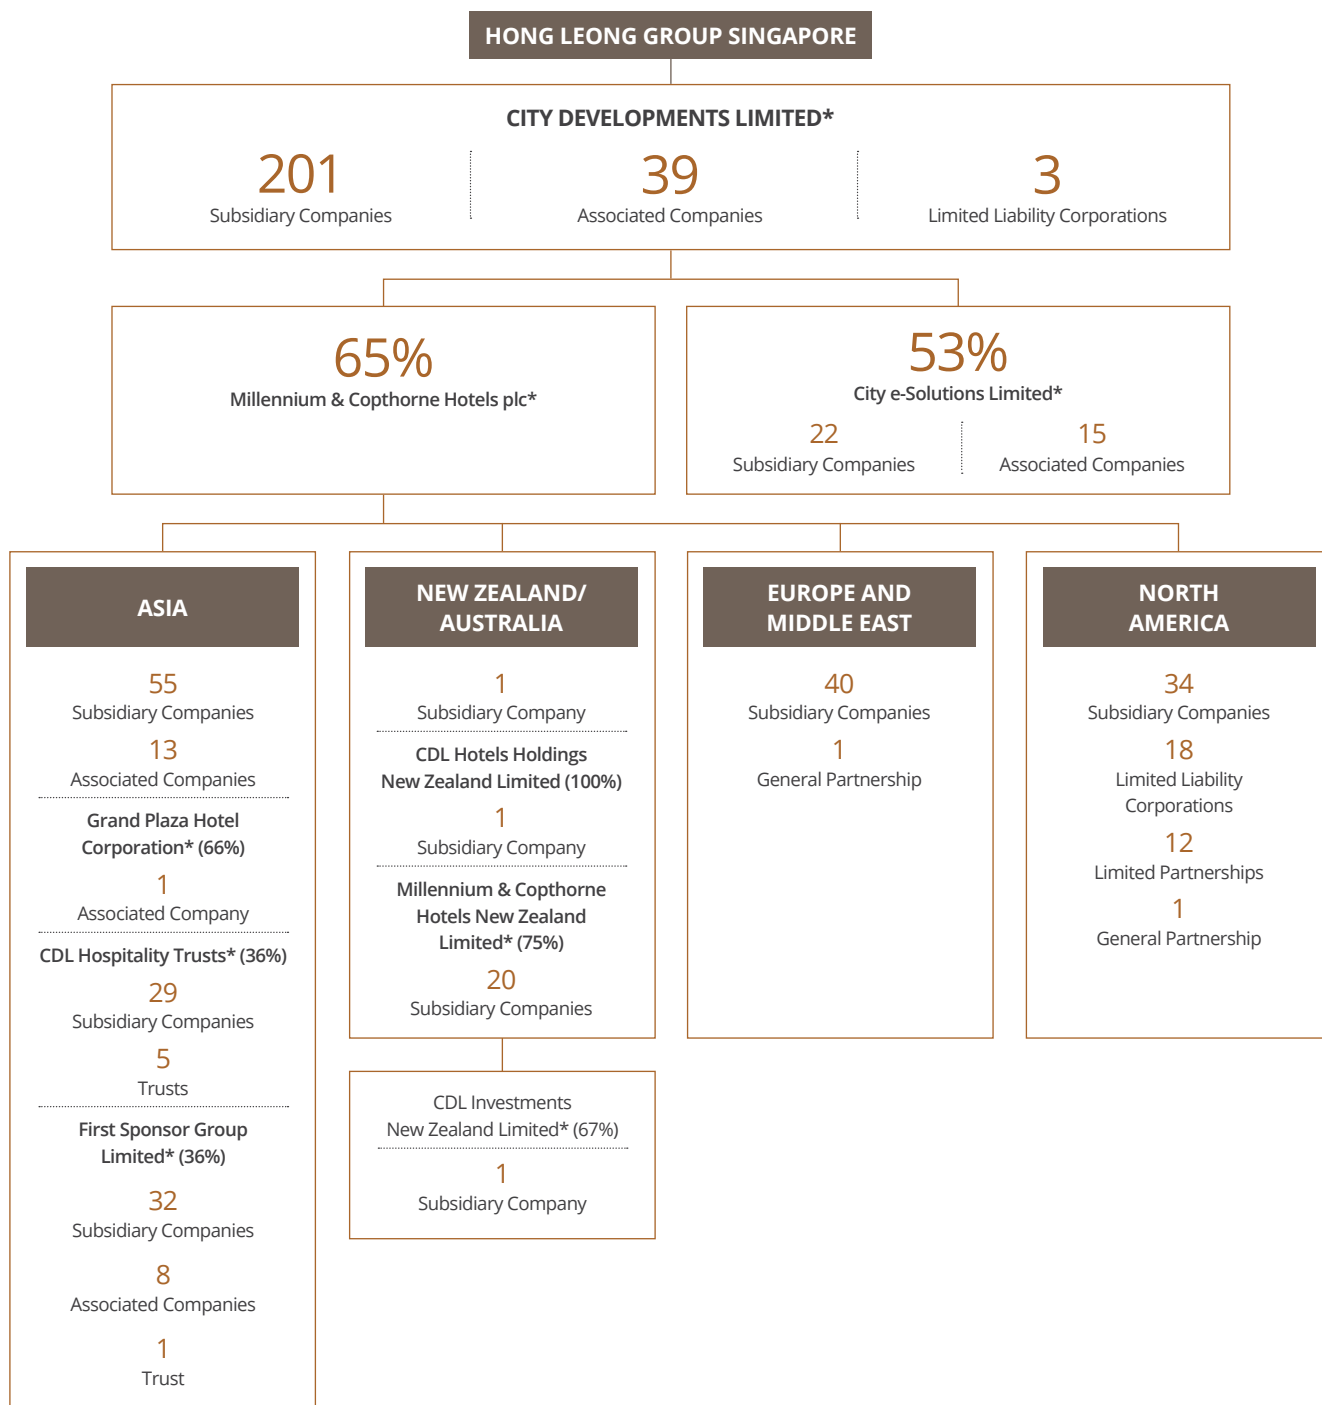 HONG LEONG GROUP SINGAPORE
CITY DEVELOPMENTS LIMITED*
201
Subsidiary Companies
39
Associated Companies
3
Limited Liability Corporations
65%
Millennium & Copthorne Hotels plc*
53%
City e-Solutions Limited*
22
Subsidiary Companies
15
Associated Companies
ASIA
55
Subsidiary Companies
13
Associated Companies
Grand Plaza Hotel
Corporation* (66%)
1
Associated Company
CDL Hospitality Trusts* (36%)
29
Subsidiary Companies
5
Trusts
First Sponsor Group
Limited* (36%)
32
Subsidiary Companies
8
Associated Companies
1
Trust
NEW ZEALAND/
AUSTRALIA
1
Subsidiary Company
CDL Hotels Holdings
New Zealand Limited (100%)
1
Subsidiary Company
Millennium & Copthorne
Hotels New Zealand
Limited* (75%)
20
Subsidiary Companies
CDL Investments
New Zealand Limited* (67%)
1
Subsidiary Company
EUROPE AND
MIDDLE EAST
40
Subsidiary Companies
1
General Partnership
NORTH
AMERICA
34
Subsidiary Companies
18
Limited Liability
Corporations
12
Limited Partnerships
1
General Partnership